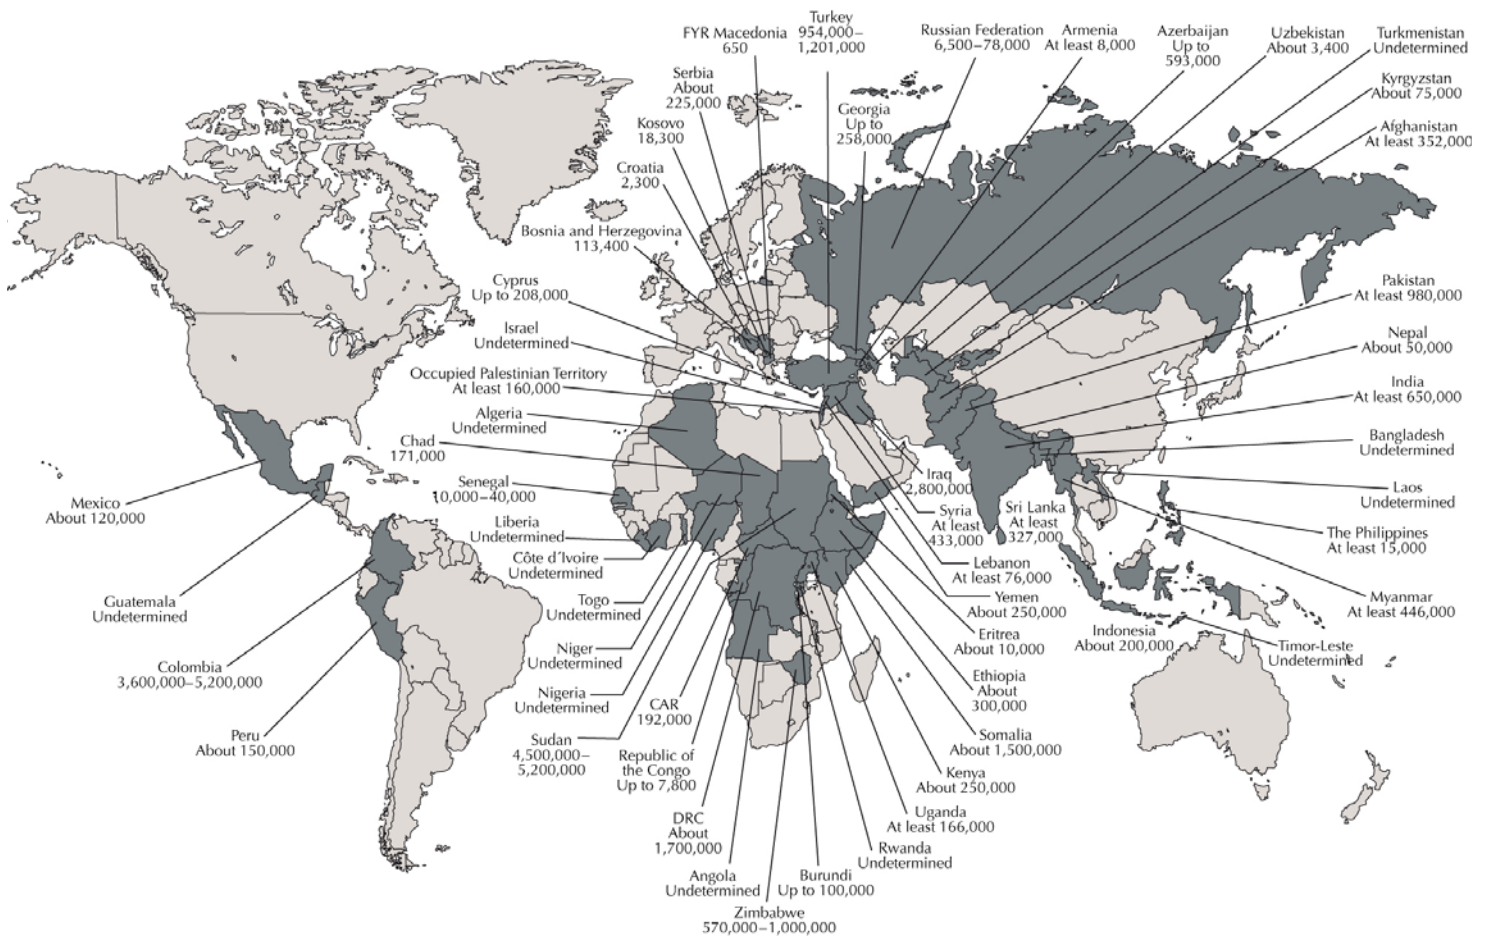 Turkey
954,000–
1,201,000
FYR Macedonia
650
Russian Federation
6,500–78,000
Armenia
At least 8,000
Azerbaijan
Up to
593,000
Uzbekistan
About 3,400
Turkmenistan
Undetermined
Serbia
About
225,000
Kyrgyzstan
About 75,000
Georgia
Up to
258,000
Kosovo
18,300
Afghanistan
At least 352,000
Croatia
2,300
Bosnia and Herzegovina
113,400
Cyprus
Up to 208,000
Pakistan
At least 980,000
Israel
Undetermined
Nepal
About 50,000
Occupied Palestinian Territory
At least 160,000
India
At least 650,000
Algeria
Undetermined
Chad
171,000
Bangladesh
Undetermined
Iraq
2,800,000
Senegal
10,000–40,000
Laos
Undetermined
Mexico
About 120,000
Syria
At least
433,000
Sri Lanka
At least
327,000
Liberia
Undetermined
The Philippines
At least 15,000
Côte d´Ivoire
Undetermined
Lebanon
At least 76,000
Guatemala
Undetermined
Togo
Undetermined
Yemen
About 250,000
Myanmar
At least 446,000
Indonesia
About 200,000
Eritrea
About 10,000
Timor-Leste
Undetermined
Niger
Undetermined
Colombia
3,600,000–5,200,000
Ethiopia
About
300,000
Nigeria
Undetermined
CAR
192,000
Peru
About 150,000
Sudan
4,500,000–
5,200,000
Somalia
About 1,500,000
Republic of
the Congo
Up to 7,800
Kenya
About 250,000
DRC
About
1,700,000
Uganda
At least 166,000
Rwanda
Undetermined
Angola
Undetermined
Burundi
Up to 100,000
Zimbabwe
570,000–1,000,000